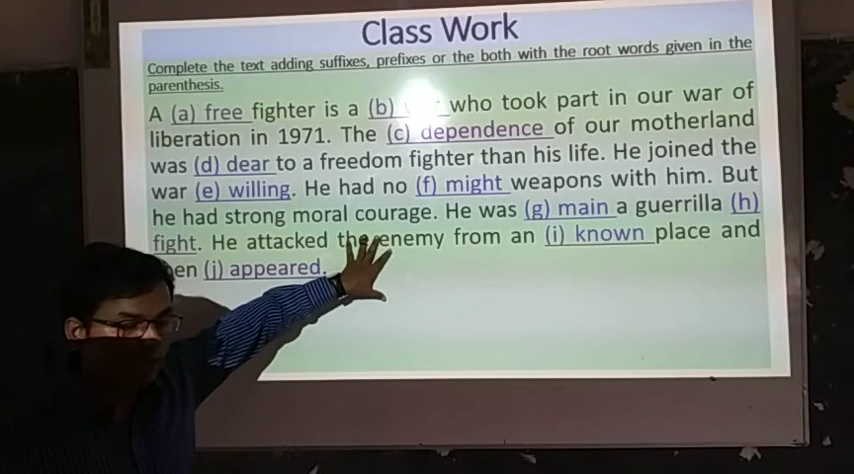 Class Work
Complete the text adding suffixes, prefixes or the both with the root words given in the
parenthesis.
A (a) free fighter is a (b) who took part in our war of
liberation in 1971. The (c) dependence of our motherland
was (d) dear to a freedom fighter than his life. He joined the
war (e) willing. He had no (f) might weapons with him. But
he had strong moral courage. He was (g) main a guerrilla (h)
fight. He attacked the enemy from an (i) known place and
(j) appeared.